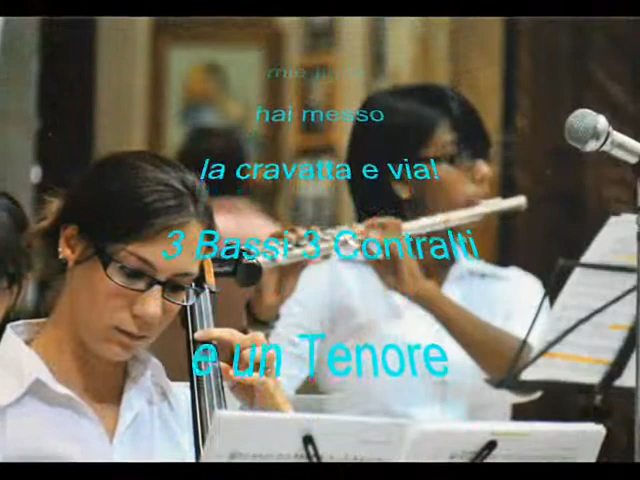 hai messo
la cravatta e via!
3 Bassi 3 Contralti
e un Tenore